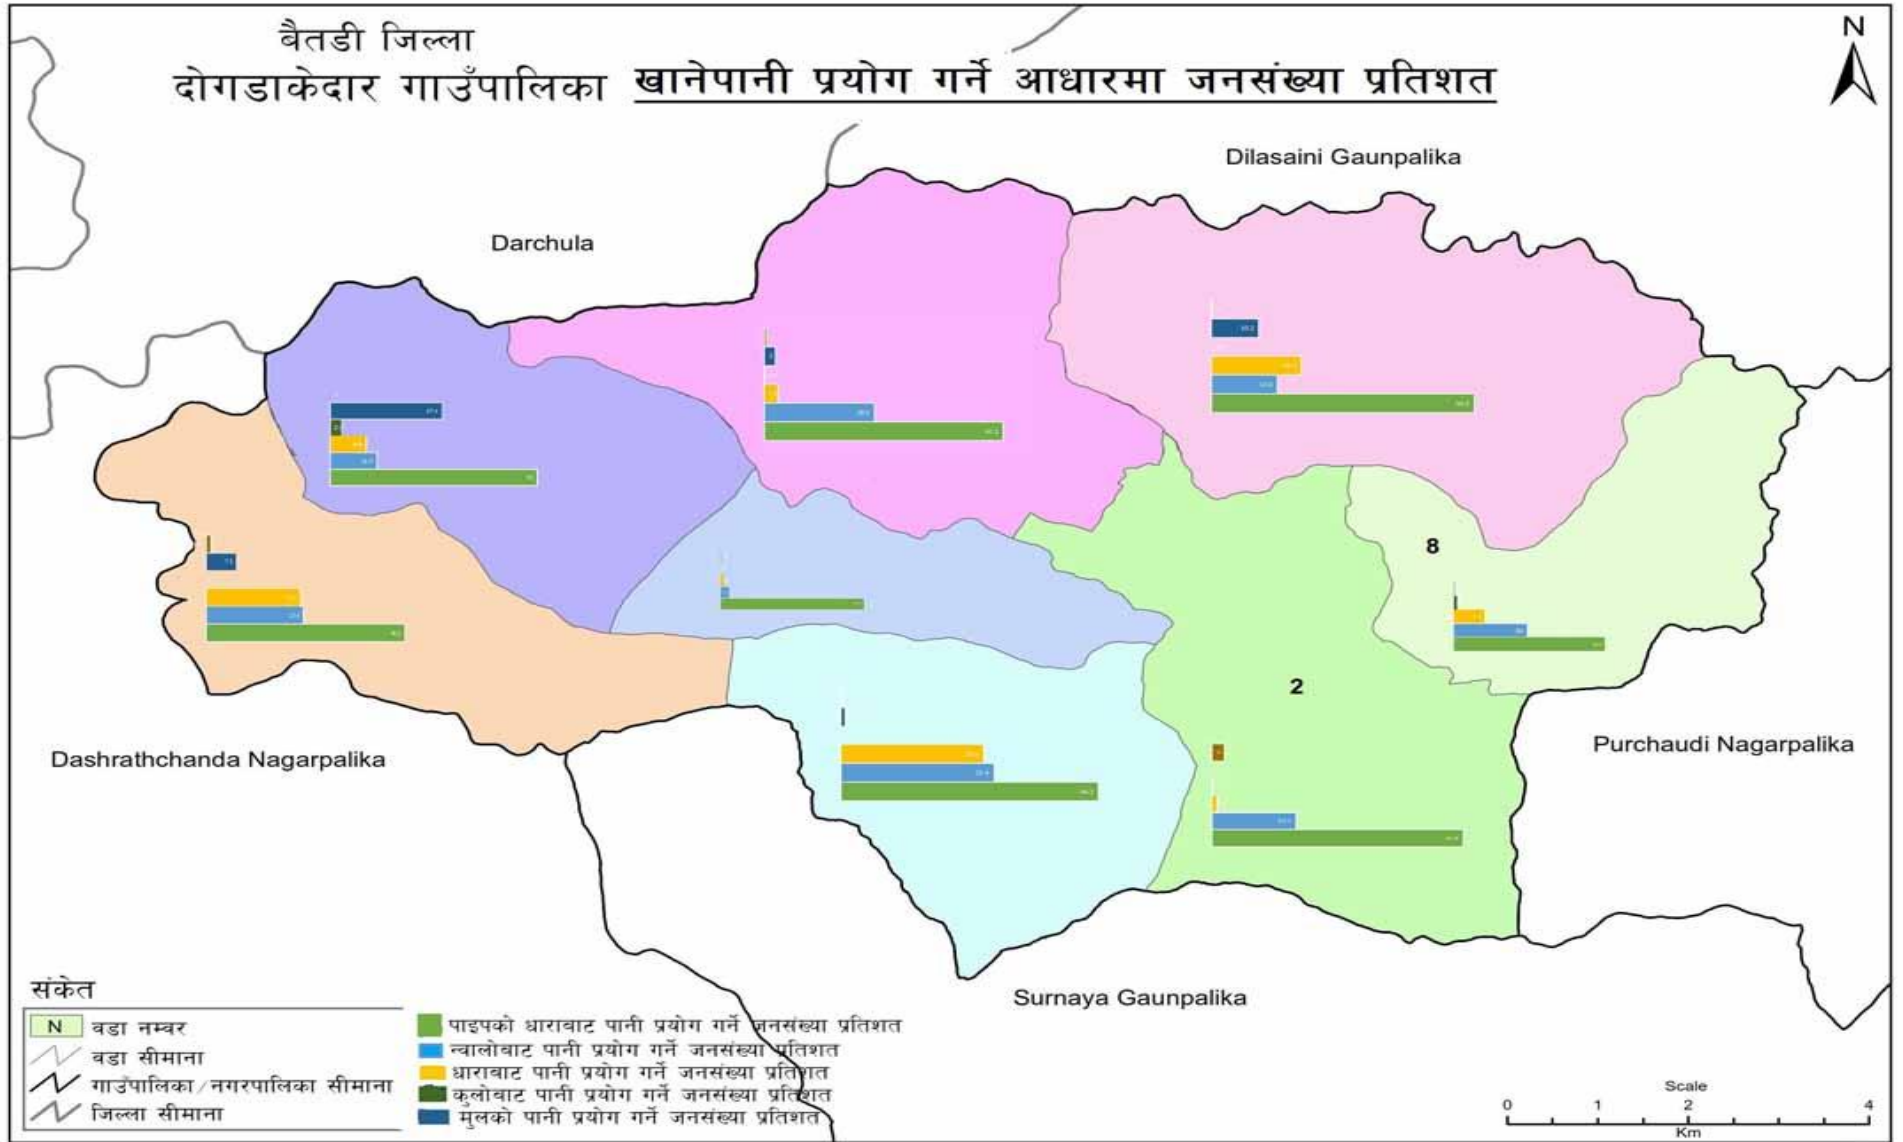 बैतडी जिल्ला
दोगडाकेदार गाउँपालिका खानेपानी प्रयोग गर्ने आधारमा जनसंख्या प्रतिशत
N
Dilasaini Gaunpalika
Darchula
8
2
Dashrathchanda Nagarpalika
Purchaudi Nagarpalika
Surnaya Gaunpalika
संकेत
N वडा नम्बर
वडा सीमाना
गाउँपालिका/नगरपालिका सीमाना
जिल्ला सीमाना
पाइपको धाराबाट पानी प्रयोग गर्ने जनसंख्या प्रतिशत
न्वालोबाट पानी प्रयोग गर्ने जनसंख्या प्रतिशत
धाराबाट पानी प्रयोग गर्ने जनसंख्या प्रतिशत
कुलोबाट पानी प्रयोग गर्ने जनसंख्या प्रतिशत
मुलको पानी प्रयोग गर्ने जनसंख्या प्रतिशत
Scale
0 1 2 4
Km